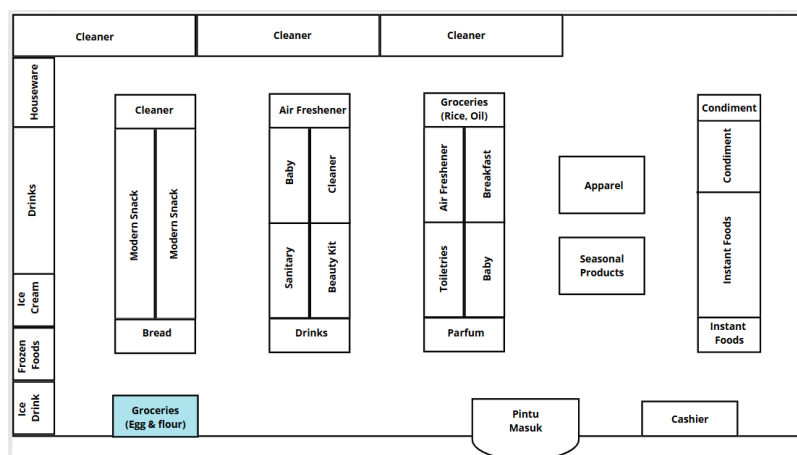 Cleaner
Cleaner
Cleaner
Houseware
Drinks
Ice
Cream
Frozen
Foods
Ice
Drink
Cleaner
Modern Snack
Modern Snack
Bread
Groceries
(Egg & flour)
Air Freshener
Baby
Cleaner
Sanitary
Beauty Kit
Drinks
Groceries
(Rice, Oil)
Air Freshener
Breakfast
Toiletries
Baby
Parfum
Apparel
Seasonal
Products
Condiment
Condiment
Instant Foods
Instant
Foods
Pintu
Masuk
Cashier